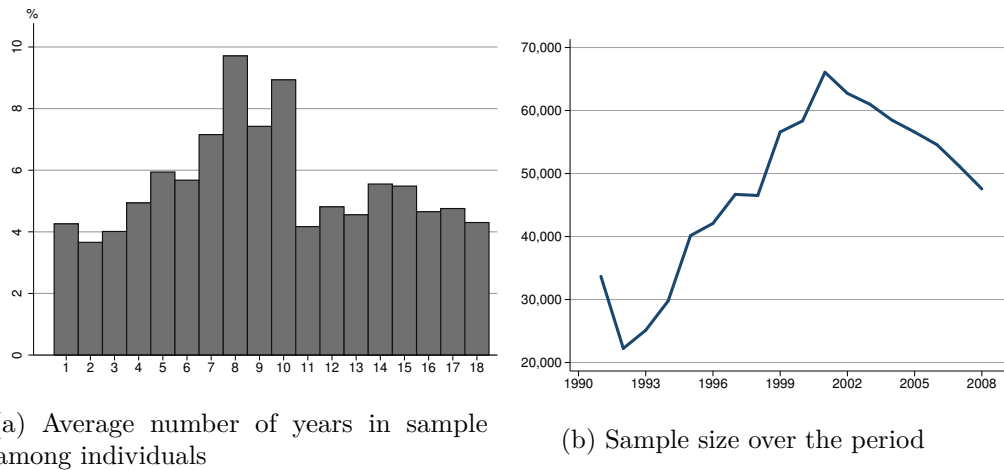 %
10
8
6
4
2
0
1 2 3 4 5 6 7 8 9 10 11 12 13 14 15 16 17 18
a) Average number of years in sample
among individuals
70,000
60,000
50,000
40,000
30,000
20,000
1990 1993 1996 1999 2002 2005 2008
(b) Sample size over the period